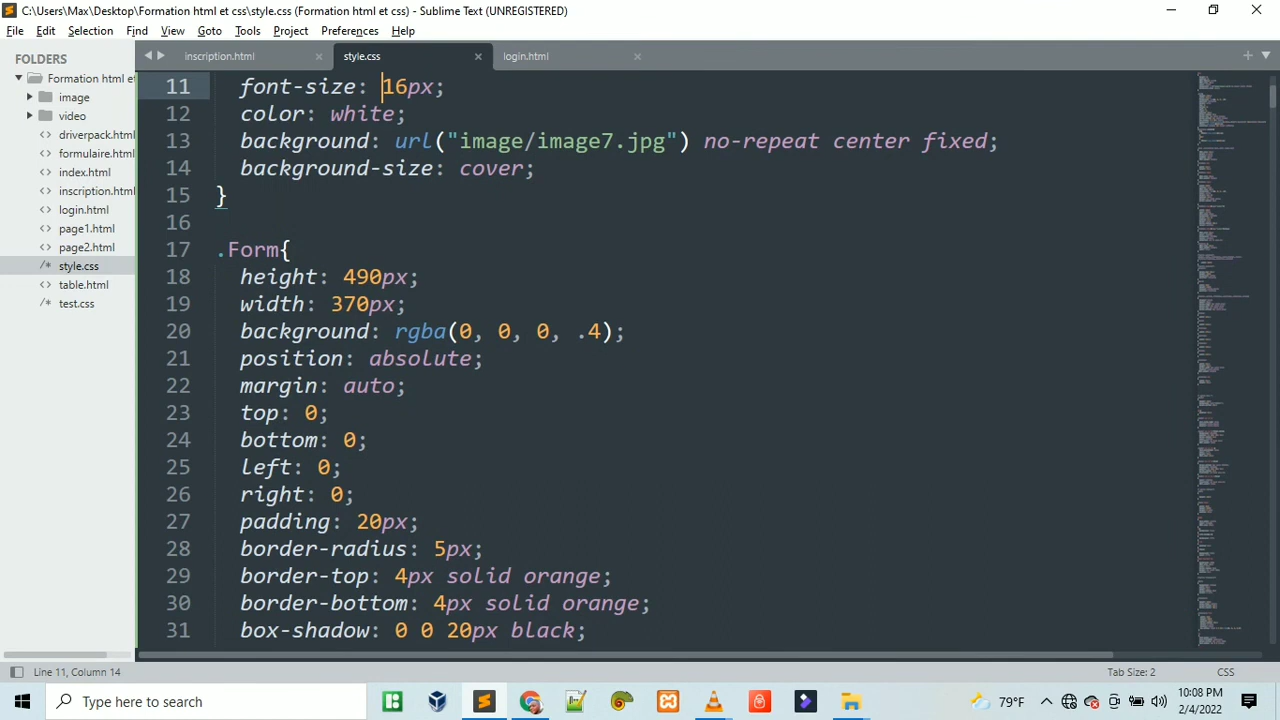 C:\Users\Max\Desktop\Formation html et css\style.css (Formation html et css) - Sublime Text (UNREGISTERED)
File Edit Selection Find View Goto Tools Project Preferences Help
FOLDERS
Formation html et
image
video
driverpack.html
formulaire.html
index.html
inscription.html
login.html
page1.html
page2.html
/* style.css
table.html
test.css
inscription.html
style.css
login.html
11 font-size: 16px;
12 color: white;
13 background: url("image/image7.jpg") no-repeat center fixed;
14 background-size: cover;
15 }
16
17 .Form{
18 height: 490px;
19 width: 370px;
20 background: rgba(0, 0, 0, .4);
21 position: absolute;
22 margin: auto;
23 top: 0;
24 bottom: 0;
25 left: 0;
26 right: 0;
27 padding: 20px;
28 border-radius: 5px;
29 border-top: 4px solid orange;
30 border-bottom: 4px solid orange;
31 box-shadow: 0 0 20px black;
Line 11, Column 14
Tab Size: 2
CSS
Type here to search
79°F
10:08 PM
2/4/2022